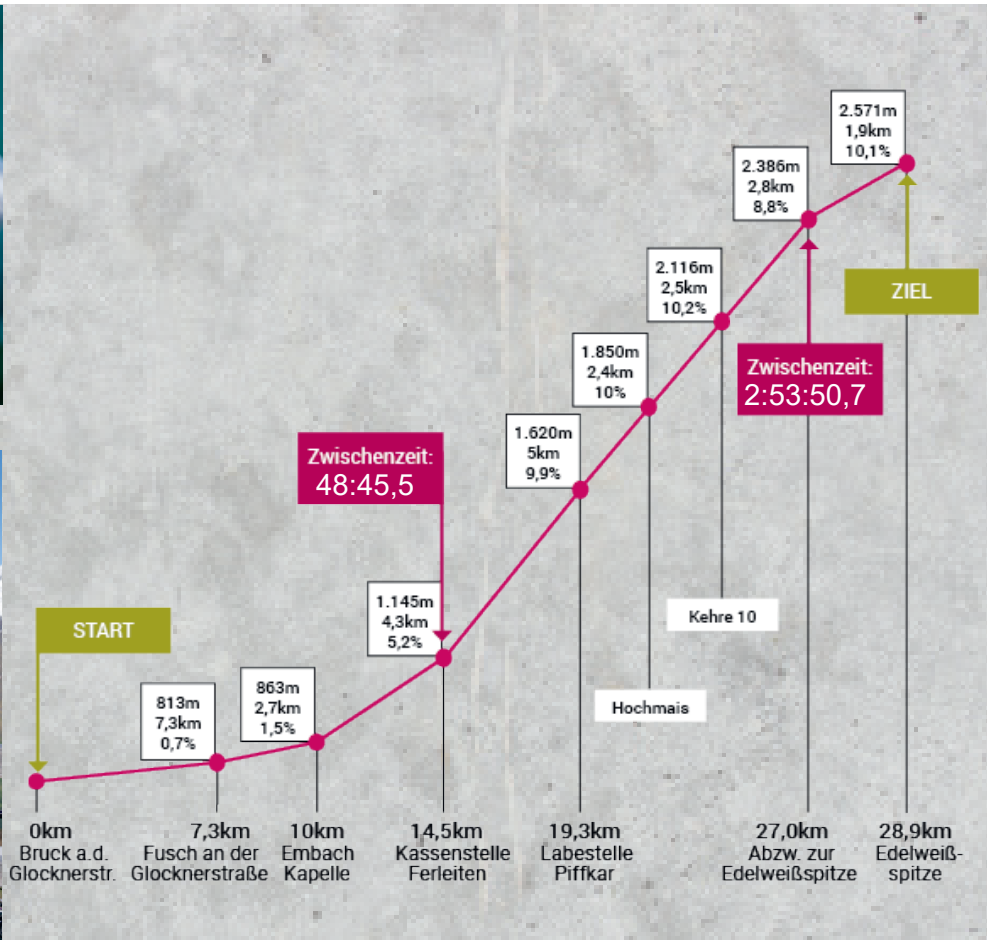 2.571m
1,9km
10,1%
2.386m
2,8km
8,8%
2.116m
2,5km
10,2%
ZIEL
1.850m
2,4km
10%
Zwischenzeit:
2:53:50,7
1.620m
5km
9,9%
Zwischenzeit:
48:45,5
1.145m
4,3km
5,2%
START
Kehre 10
863m
2,7km
1,5%
813m
7,3km
0,7%
Hochmais
0km
Bruck a.d.
Glocknerstr.
7,3km
Fusch an der
Glocknerstraße
10km
Embach
Kapelle
14,5km
Kassenstelle
Ferleiten
19,3km
Labestelle
Piffkar
27,0km
Abzw. zur
Edelweißspitze
28,9km
Edelweiß-
spitze